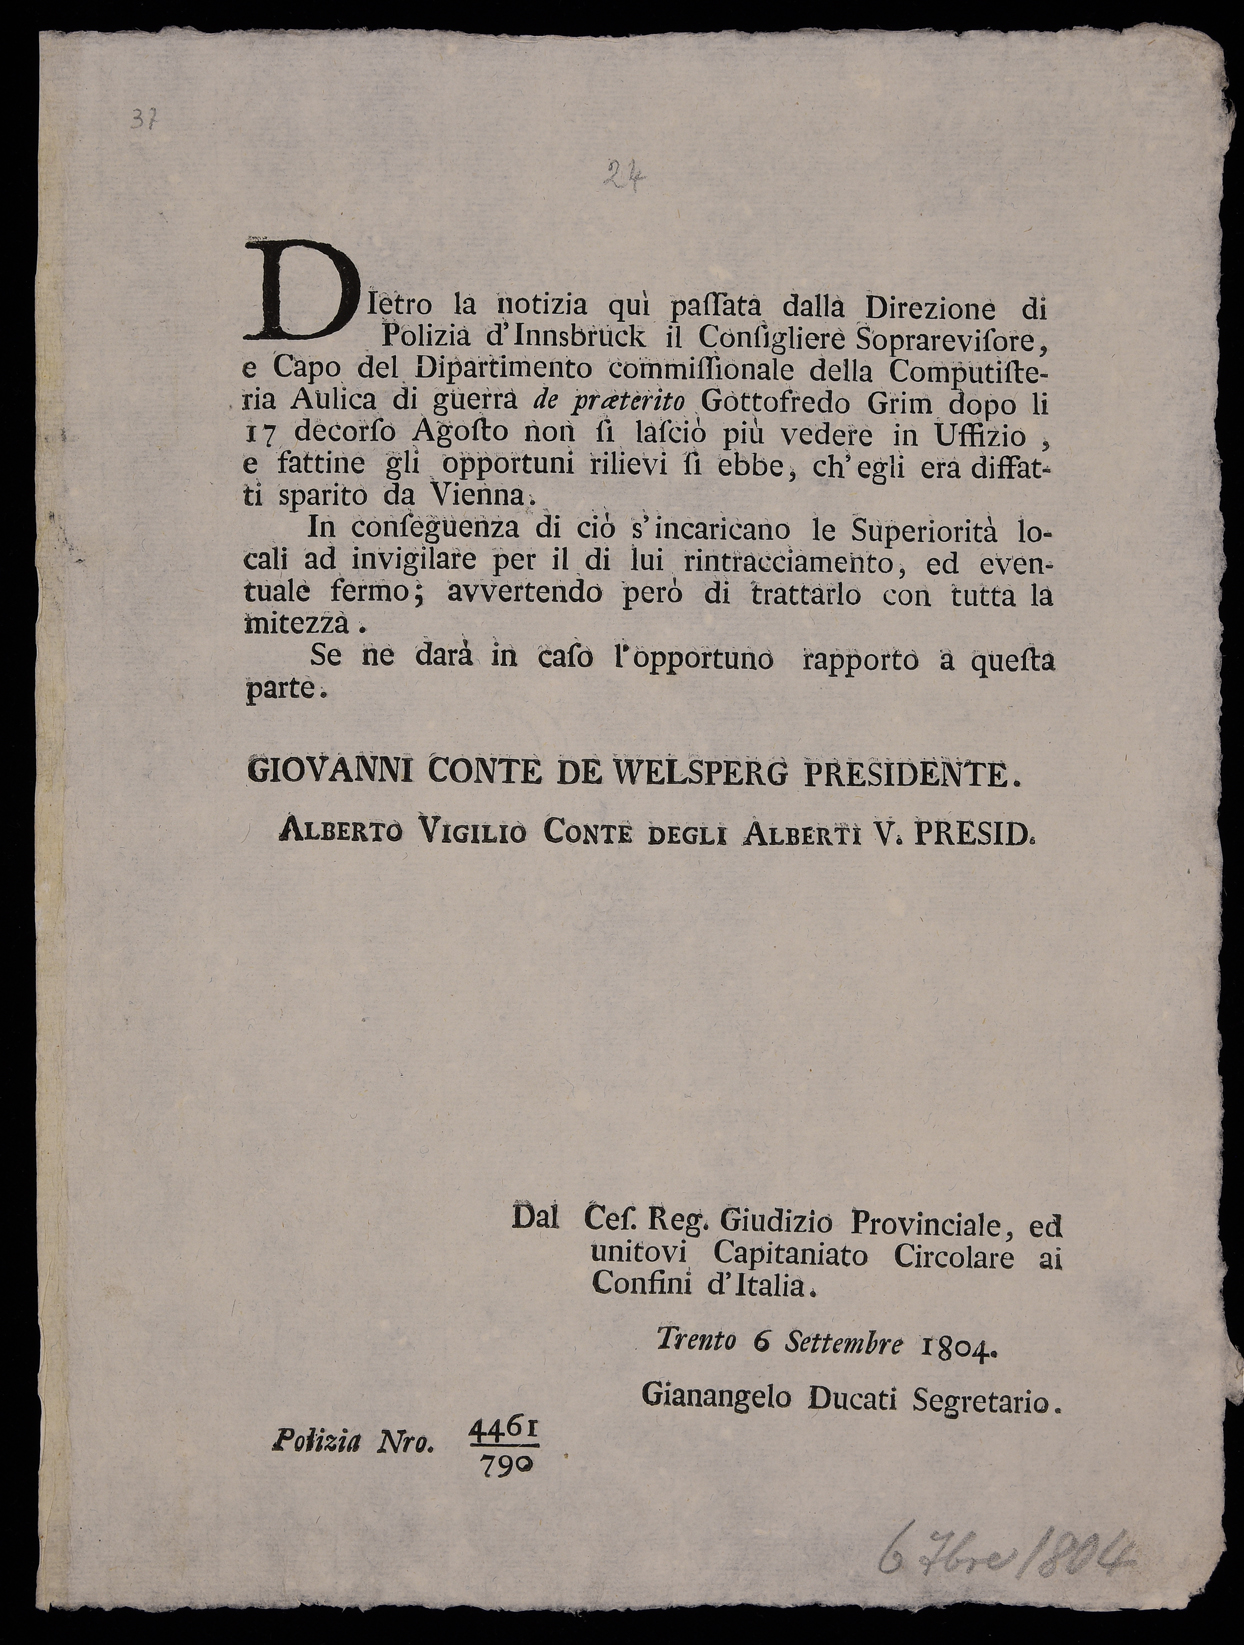 37
24
DIetro la notizia quì paſſata dalla Direzione di
Polizia d'Innsbruck il Conſigliere Soprareviſore,
e Capo del Dipartimento commiſſionale della Computiſte-
ria Aulica di guerra de præterito Gottofredo Grim dopo li
17 decorſo Agoſto non ſi laſciò più vedere in Uffizio,
e fattine gli opportuni rilievi ſi ebbe, ch'egli era diffat-
ti sparito da Vienna.
In conſeguenza di ciò s'incaricano le Superiorità lo-
cali ad invigilare per il di lui rintracciamento, ed even-
tuale fermo; avvertendo però di trattarlo con tutta la
mitezza.
Se ne darà in caſo l'opportuno rapporto a queſta
parte.
GIOVANNI CONTE DE WELSPERG PRESIDENTE.
ALBERTO VIGILIO CONTE DEGLI ALBERTI V. PRESID.
Dal Ceſ. Reg. Giudizio Provinciale, ed
unitovi Capitaniato Circolare ai
Confini d'Italia.
Trento 6 Settembre 1804.
Gianangelo Ducati Segretario.
Polizia Nro. 4461
790
6 7bre 1804